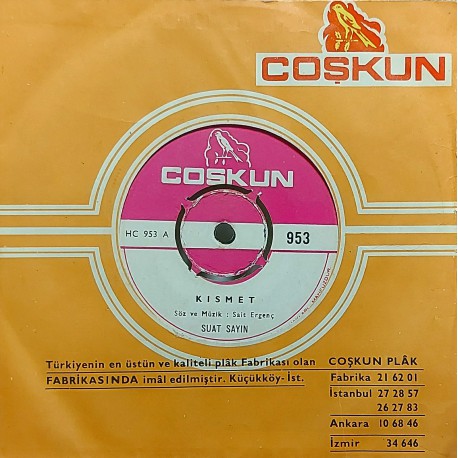 COŞKUN
COŞKUN
HC 953 A
953
KISMET
Söz ve Müzik : Sait Ergenç
SUAT SAYIN
Türkiyenin en üstün ve kaliteli plâk Fabrikası olan
FABRİKASINDA imâl edilmiştir. Küçükköy- İst.
COŞKUN PLÂK
Fabrika 21 62 01
İstanbul 27 28 57
26 27 83
Ankara 10 68 46
İzmir 34 646